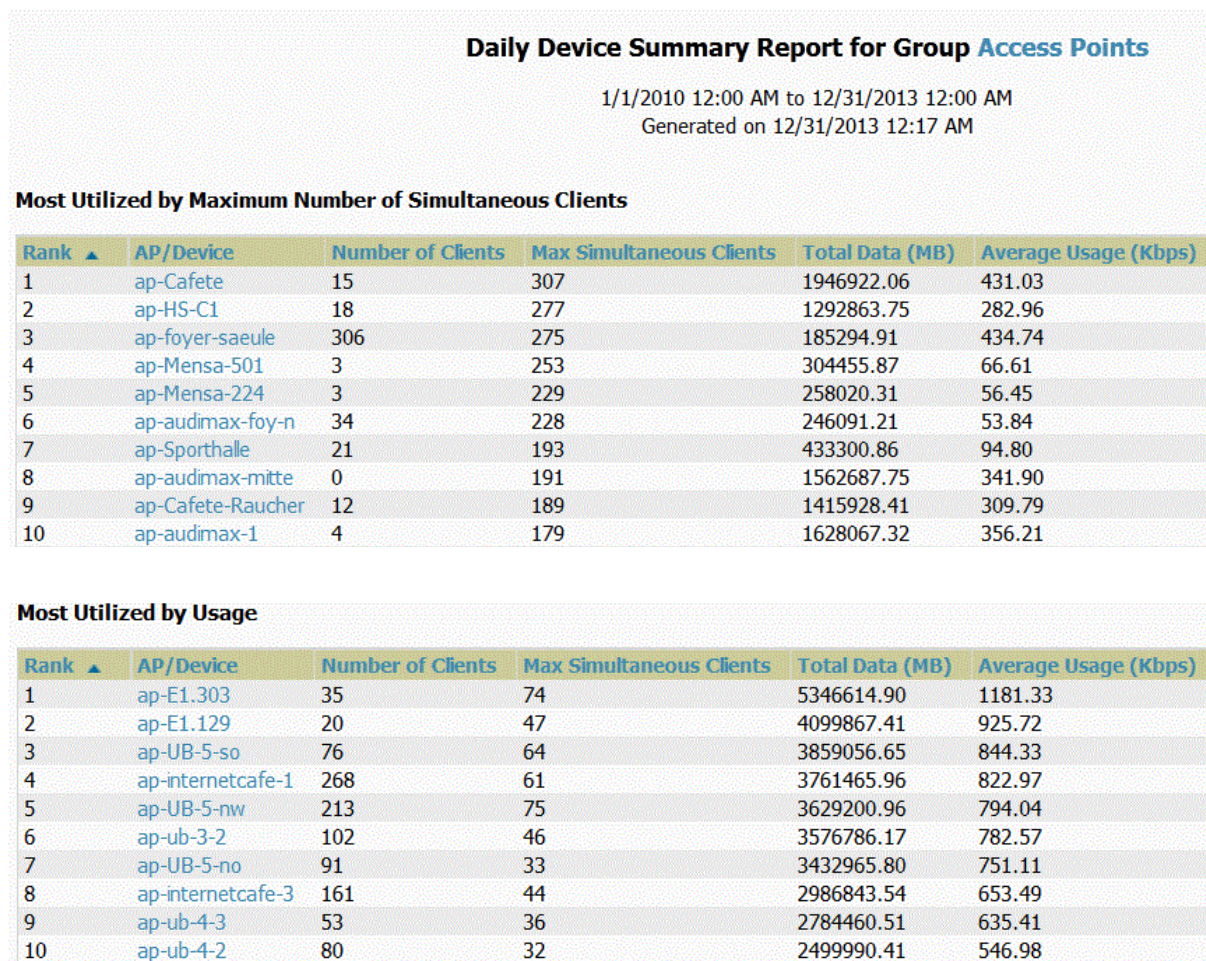 Daily Device Summary Report for Group Access Points
1/1/2010 12:00 AM to 12/31/2013 12:00 AM
Generated on 12/31/2013 12:17 AM
Most Utilized by Maximum Number of Simultaneous Clients
Rank ▲ AP/Device Number of Clients Max Simultaneous Clients Total Data (MB) Average Usage (Kbps)
1 ap-Cafete 15 307 1946922.06 431.03
2 ap-HS-C1 18 277 1292863.75 282.96
3 ap-foyer-saeule 306 275 185294.91 434.74
4 ap-Mensa-501 3 253 304455.87 66.61
5 ap-Mensa-224 3 229 258020.31 56.45
6 ap-audimax-foy-n 34 228 246091.21 53.84
7 ap-Sporthalle 21 193 433300.86 94.80
8 ap-audimax-mitte 0 191 1562687.75 341.90
9 ap-Cafete-Raucher 12 189 1415928.41 309.79
10 ap-audimax-1 4 179 1628067.32 356.21
Most Utilized by Usage
Rank ▲ AP/Device Number of Clients Max Simultaneous Clients Total Data (MB) Average Usage (Kbps)
1 ap-E1.303 35 74 5346614.90 1181.33
2 ap-E1.129 20 47 4099867.41 925.72
3 ap-UB-5-so 76 64 3859056.65 844.33
4 ap-internetcafe-1 268 61 3761465.96 822.97
5 ap-UB-5-nw 213 75 3629200.96 794.04
6 ap-ub-3-2 102 46 3576786.17 782.57
7 ap-UB-5-no 91 33 3432965.80 751.11
8 ap-internetcafe-3 161 44 2986843.54 653.49
9 ap-ub-4-3 53 36 2784460.51 635.41
10 ap-ub-4-2 80 32 2499990.41 546.98